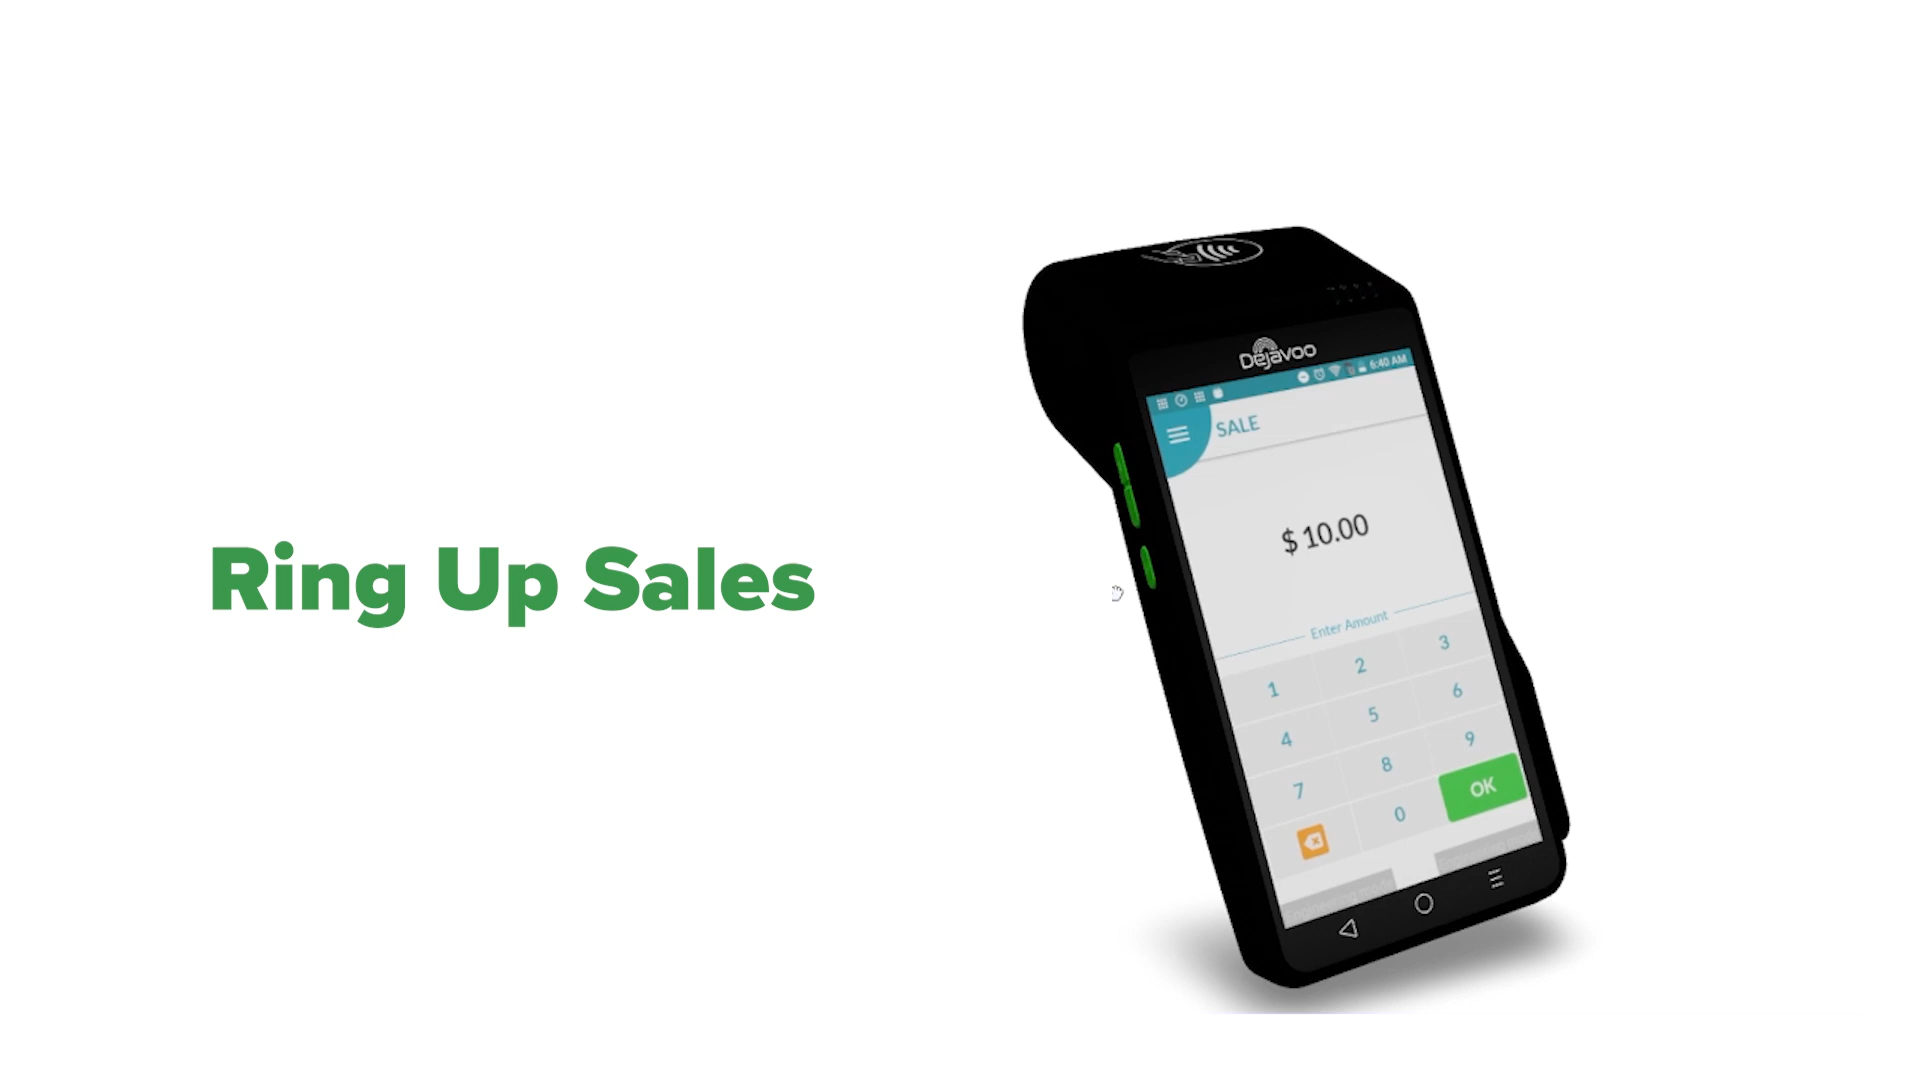 Ring Up Sales
Dejavoo
6:40 AM
SALE
$ 10.00
Enter Amount
1 2 3
4 5 6
7 8 9
0 OK